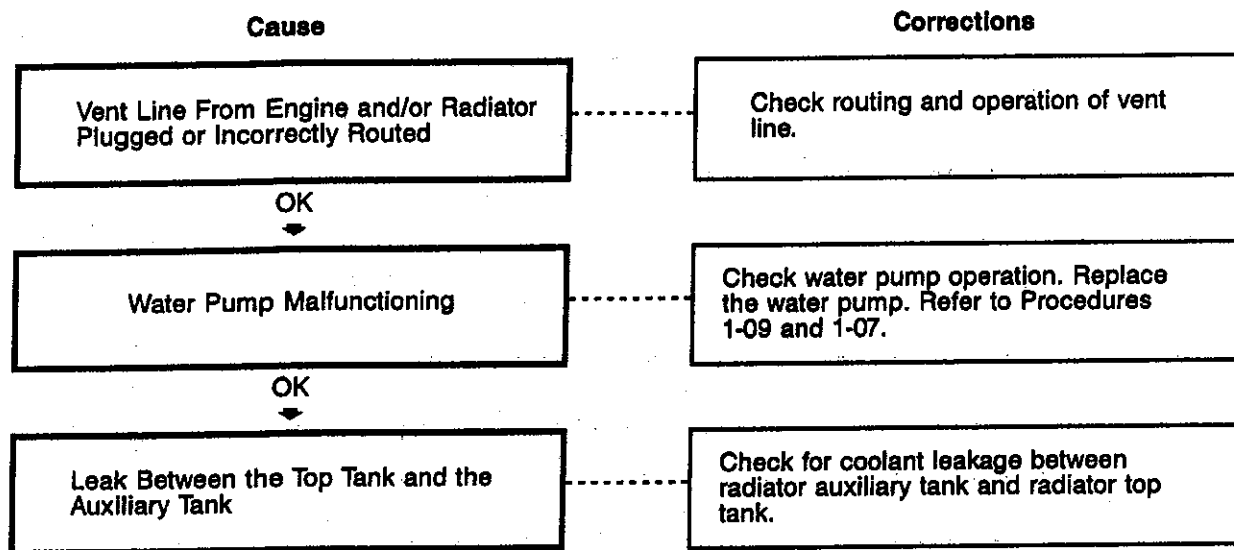 Cause
Corrections
Vent Line From Engine and/or Radiator
Plugged or Incorrectly Routed
Check routing and operation of vent
line.
OK
Water Pump Malfunctioning
Check water pump operation. Replace
the water pump. Refer to Procedures
1-09 and 1-07.
OK
Leak Between the Top Tank and the
Auxiliary Tank
Check for coolant leakage between
radiator auxiliary tank and radiator top
tank.